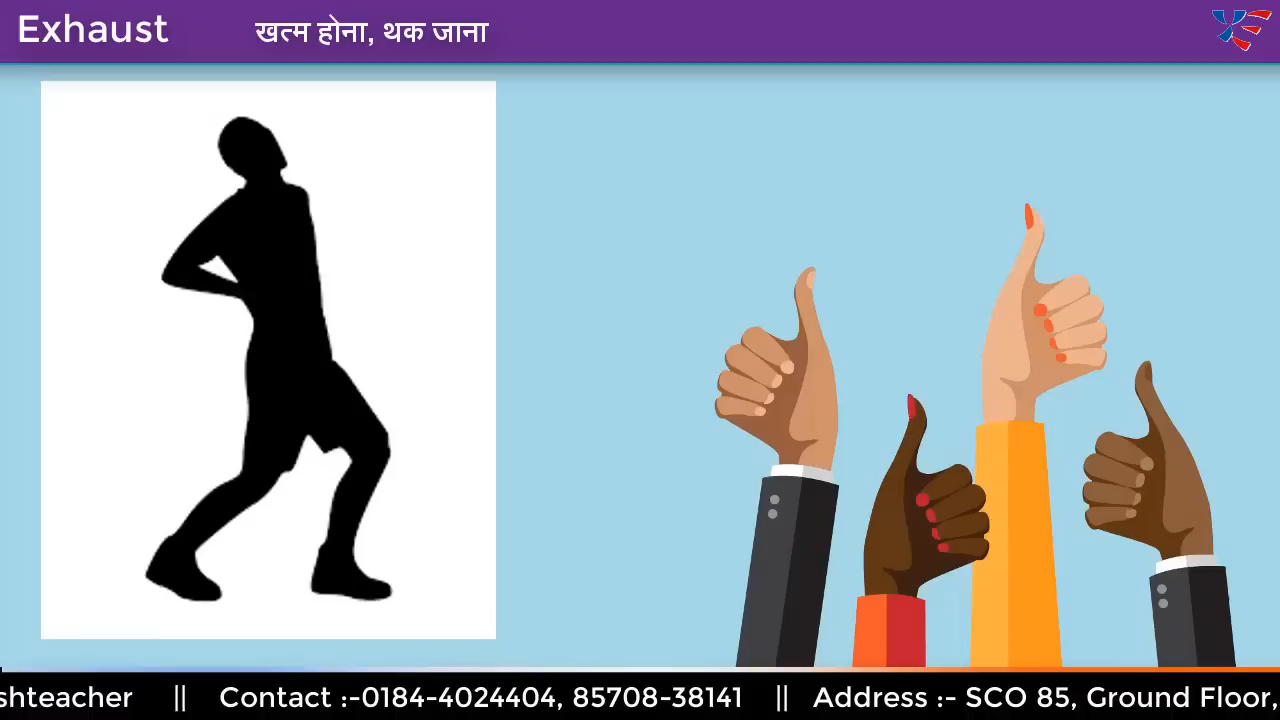 Exhaust
खत्म होना, थक जाना
shteacher || Contact :-0184-4024404, 85708-38141 || Address :- SCO 85, Ground Floor,